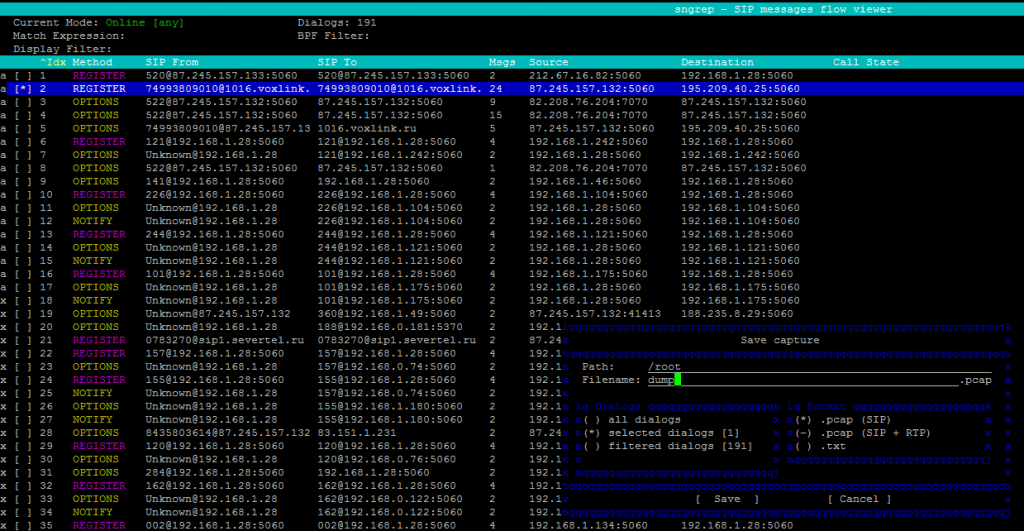 sngrep - SIP messages flow viewer
Current Mode: Online [any] Dialogs: 191
Match Expression: BPF Filter:
Display Filter:
^Idx Method SIP From SIP To Msgs Source Destination Call State
a [ ] 1 REGISTER 520@87.245.157.133:5060 520@87.245.157.133:5060 2 212.67.16.82:5060 192.168.1.28:5060
a [*] 2 REGISTER 74993809010@1016.voxlink. 74993809010@1016.voxlink. 24 87.245.157.132:5060 195.209.40.25:5060
a [ ] 3 OPTIONS 522@87.245.157.132:5060 87.245.157.132:5060 9 82.208.76.204:7070 87.245.157.132:5060
a [ ] 4 OPTIONS 522@87.245.157.132:5060 87.245.157.132:5060 15 82.208.76.204:7070 87.245.157.132:5060
a [ ] 5 OPTIONS 74993809010@87.245.157.13 1016.voxlink.ru 5 87.245.157.132:5060 195.209.40.25:5060
a [ ] 6 REGISTER 121@192.168.1.28:5060 121@192.168.1.28:5060 4 192.168.1.242:5060 192.168.1.28:5060
a [ ] 7 OPTIONS Unknown@192.168.1.28 121@192.168.1.242:5060 2 192.168.1.28:5060 192.168.1.242:5060
a [ ] 8 OPTIONS 522@87.245.157.132:5060 87.245.157.132:5060 1 82.208.76.204:7070 87.245.157.132:5060
a [ ] 9 OPTIONS 141@192.168.1.28:5060 192.168.1.28:5060 2 192.168.1.46:5060 192.168.1.28:5060
a [ ] 10 REGISTER 226@192.168.1.28:5060 226@192.168.1.28:5060 4 192.168.1.104:5060 192.168.1.28:5060
a [ ] 11 OPTIONS Unknown@192.168.1.28 226@192.168.1.104:5060 2 192.168.1.28:5060 192.168.1.104:5060
a [ ] 12 NOTIFY Unknown@192.168.1.28 226@192.168.1.104:5060 2 192.168.1.28:5060 192.168.1.104:5060
a [ ] 13 REGISTER 244@192.168.1.28:5060 244@192.168.1.28:5060 4 192.168.1.121:5060 192.168.1.28:5060
a [ ] 14 OPTIONS Unknown@192.168.1.28 244@192.168.1.121:5060 2 192.168.1.28:5060 192.168.1.121:5060
a [ ] 15 NOTIFY Unknown@192.168.1.28 244@192.168.1.121:5060 2 192.168.1.28:5060 192.168.1.121:5060
a [ ] 16 REGISTER 101@192.168.1.28:5060 101@192.168.1.28:5060 4 192.168.1.175:5060 192.168.1.28:5060
a [ ] 17 OPTIONS Unknown@192.168.1.28 101@192.168.1.175:5060 2 192.168.1.28:5060 192.168.1.175:5060
x [ ] 18 NOTIFY Unknown@192.168.1.28 101@192.168.1.175:5060 2 192.168.1.28:5060 192.168.1.175:5060
x [ ] 19 OPTIONS Unknown@87.245.157.132 360@192.168.1.49:5060 2 87.245.157.132:41413 188.235.8.29:5060
x [ ] 20 OPTIONS Unknown@192.168.1.28 188@192.168.0.181:5370 2 192.1
x [ ] 21 REGISTER 0783270@sip1.severtel.ru 0783270@sip1.severtel.ru 2 87.24 Save capture
x [ ] 22 REGISTER 157@192.168.1.28:5060 157@192.168.1.28:5060 4 192.1
x [ ] 23 OPTIONS Unknown@192.168.1.28 157@192.168.0.74:5060 2 192.1 Path: /root
x [ ] 24 REGISTER 155@192.168.1.28:5060 155@192.168.1.28:5060 4 192.1 Filename: dump .pcap
x [ ] 25 NOTIFY Unknown@192.168.1.28 157@192.168.0.74:5060 2 192.1
x [ ] 26 OPTIONS Unknown@192.168.1.28 155@192.168.1.180:5060 2 192.1 Dialogs Format
x [ ] 27 NOTIFY Unknown@192.168.1.28 155@192.168.1.180:5060 2 192.1 ( ) all dialogs (*) .pcap (SIP)
x [ ] 28 OPTIONS 8435803614@87.245.157.132 83.151.1.231 2 87.24 (*) selected dialogs [1] (-) .pcap (SIP + RTP)
x [ ] 29 REGISTER 120@192.168.1.28:5060 120@192.168.1.28:5060 4 192.1 ( ) filtered dialogs [191] ( ) .txt
x [ ] 30 OPTIONS Unknown@192.168.1.28 120@192.168.0.76:5060 2 192.1
x [ ] 31 OPTIONS 284@192.168.1.28:5060 192.168.1.28:5060 2 192.1
x [ ] 32 REGISTER 162@192.168.1.28:5060 162@192.168.1.28:5060 4 192.1
x [ ] 33 OPTIONS Unknown@192.168.1.28 162@192.168.0.122:5060 2 192.1 [ Save ] [ Cancel ]
x [ ] 34 NOTIFY Unknown@192.168.1.28 162@192.168.0.122:5060 2 192.1
x [ ] 35 REGISTER 002@192.168.1.28:5060 002@192.168.1.28:5060 4 192.168.1.134:5060 192.168.1.28:5060